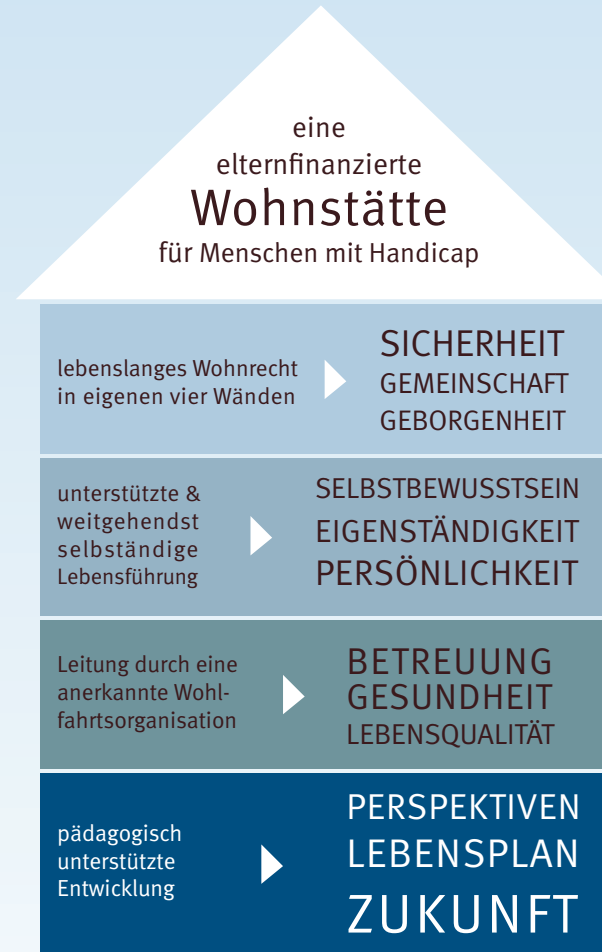 eine
elternfinanzierte
Wohnstätte
für Menschen mit Handicap
lebenslanges Wohnrecht
in eigenen vier Wänden
SICHERHEIT
GEMEINSCHAFT
GEBORGENHEIT
unterstützte &
weitgehendst
selbständige
Lebensführung
SELBSTBEWUSSTSEIN
EIGENSTÄNDIGKEIT
PERSÖNLICHKEIT
Leitung durch eine
anerkannte Wohl-
fahrtsorganisation
BETREUUNG
GESUNDHEIT
LEBENSQUALITÄT
pädagogisch
unterstützte
Entwicklung
PERSPEKTIVEN
LEBENSPLAN
ZUKUNFT